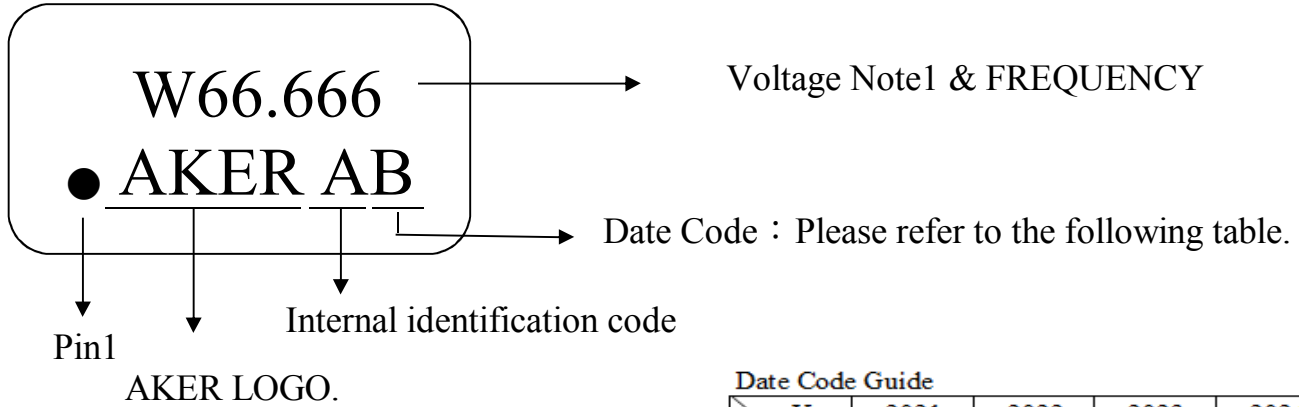 W66.666
Voltage Note1 & FREQUENCY
AKER AB
Date Code：Please refer to the following table.
Internal identification code
Pin1
AKER LOGO.
Date Code Guide